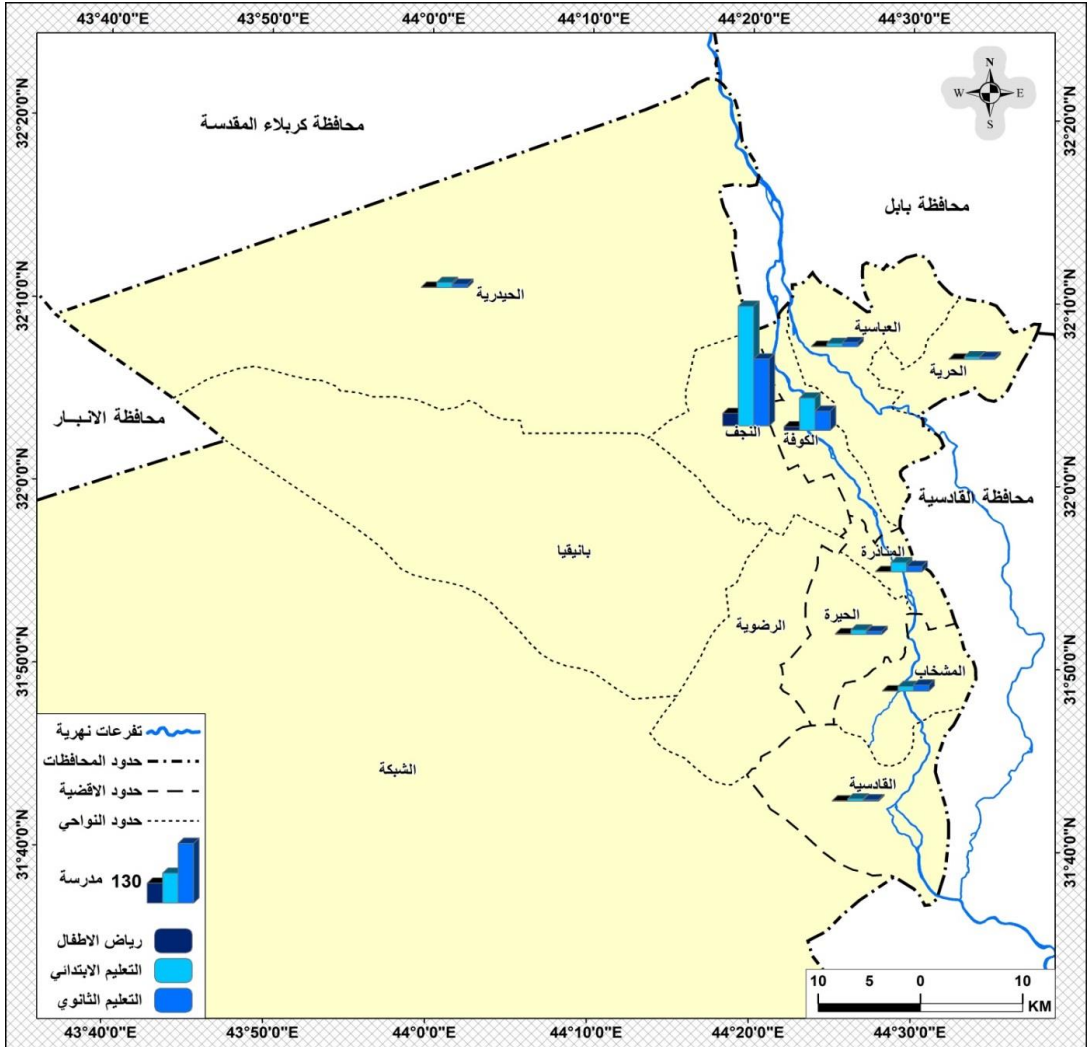 43°40'0"E
43°50'0"E
44°0'0"E
44°10'0"E
44°20'0"E
44°30'0"E
32°20'0"N
32°10'0"N
32°0'0"N
31°50'0"N
31°40'0"N
32°20'0"N
32°10'0"N
32°0'0"N
31°50'0"N
31°40'0"N
N
W E
S
محافظة كربلاء المقدسة
محافظة بابل
الحيدرية
العباسية
الحرية
محافظة الانبار
النجف
الكوفة
محافظة القادسية
بانيقيا
المناذرة
الرضوية
الحيرة
المشخاب
الشبكة
القادسية
تفرعات نهرية
حدود المحافظات
حدود الاقضية
حدود النواحي
130 مدرسة
رياض الاطفال
التعليم الابتدائي
التعليم الثانوي
10 5 0 10
KM
43°40'0"E
43°50'0"E
44°0'0"E
44°10'0"E
44°20'0"E
44°30'0"E